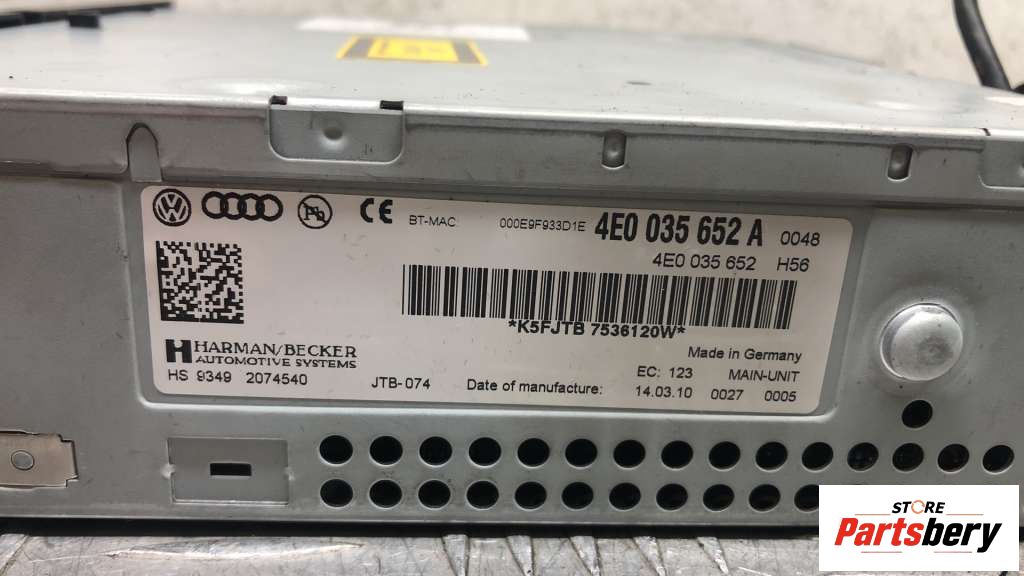 BT-MAC: 000E9F933D1E 4E0 035 652 A 0048
4E0 035 652 H56
*K5FJTB 7536120W*
HARMAN/BECKER
AUTOMOTIVE SYSTEMS
Made in Germany
EC: 123 MAIN-UNIT
HS 9349 2074540 JTB-074 Date of manufacture: 14.03.10 0027 0005
STORE
Partsbery